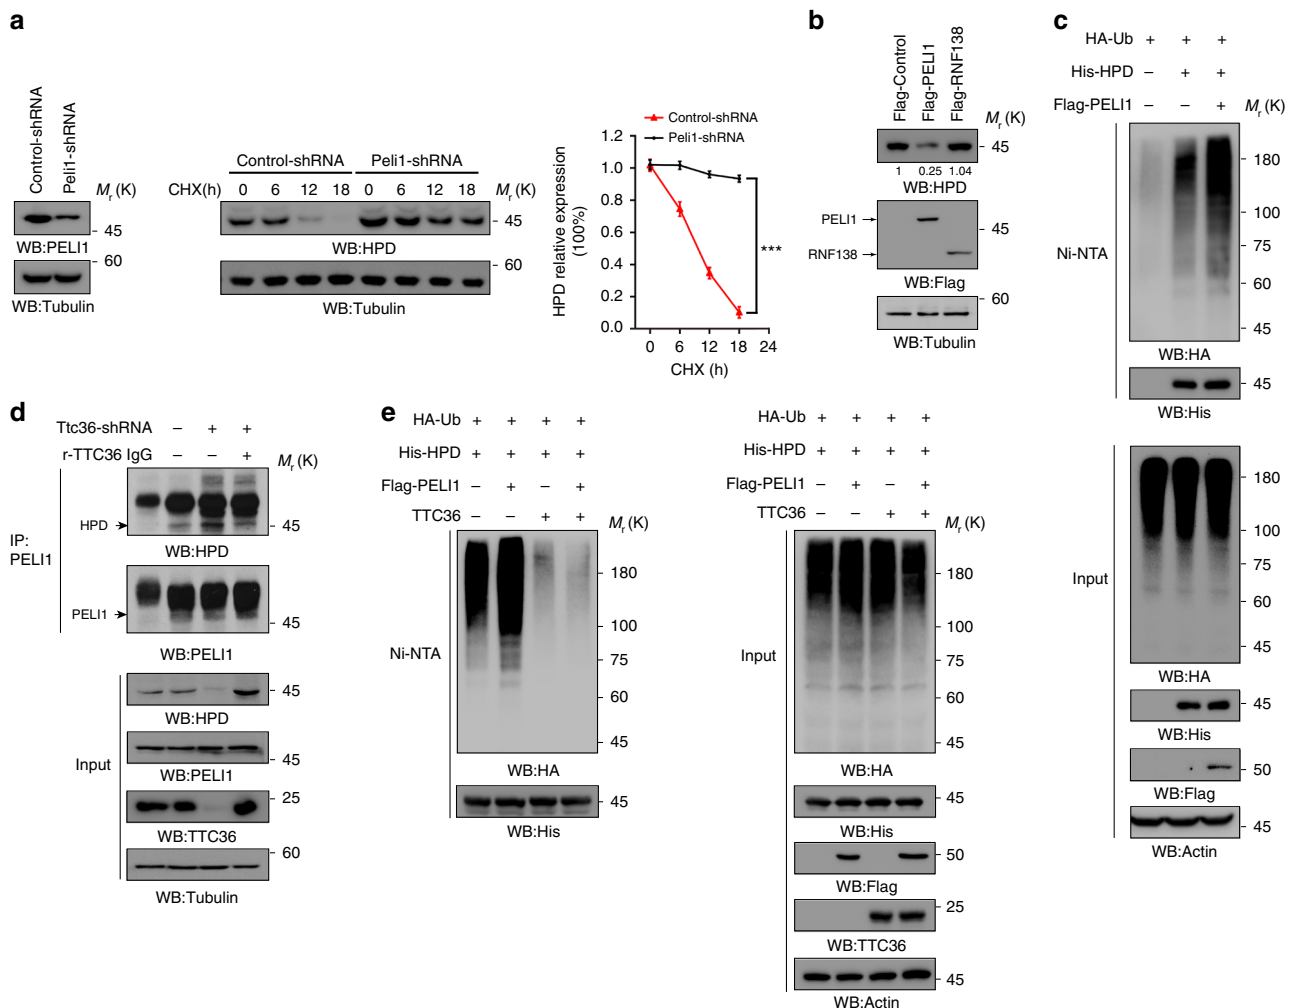 a
Control-shRNA
Peli1-shRNA
Mr (K)
45
WB:PELI1
60
WB:Tubulin
Control-shRNA Peli1-shRNA
CHX(h) 0 6 12 18 0 6 12 18 Mr (K)
45
WB:HPD
60
WB:Tubulin
Control-shRNA
Peli1-shRNA
HPD relative expression
(100%)
1.2
1.0
0.8
0.6
0.4
0.2
0.0
***
0 6 12 18 24
CHX (h)
b
Flag-Control
Flag-PELI1
Flag-RNF138
Mr (K)
45
1 0.25 1.04
WB:HPD
PELI1
45
RNF138
WB:Flag
60
WB:Tubulin
c
HA-Ub + + +
His-HPD – + +
Flag-PELI1 – – + Mr (K)
180
100
75
60
45
Ni-NTA
WB:HA
45
WB:His
180
100
75
60
45
Input
WB:HA
45
WB:His
50
WB:Flag
45
WB:Actin
d
Ttc36-shRNA – + +
r-TTC36 IgG – – +
Mr (K)
IP:
PELI1
HPD
45
WB:HPD
PELI1
45
WB:PELI1
Input
45
WB:HPD
45
WB:PELI1
25
WB:TTC36
60
WB:Tubulin
e
HA-Ub + + + +
His-HPD + + + +
Flag-PELI1 – + – +
TTC36 – – + +
Mr (K)
180
100
75
60
45
Ni-NTA
WB:HA
45
WB:His
HA-Ub + + + +
His-HPD + + + +
Flag-PELI1 – + – +
TTC36 – – + +
Mr (K)
180
100
75
60
45
Input
WB:HA
45
WB:His
50
WB:Flag
25
WB:TTC36
45
WB:Actin